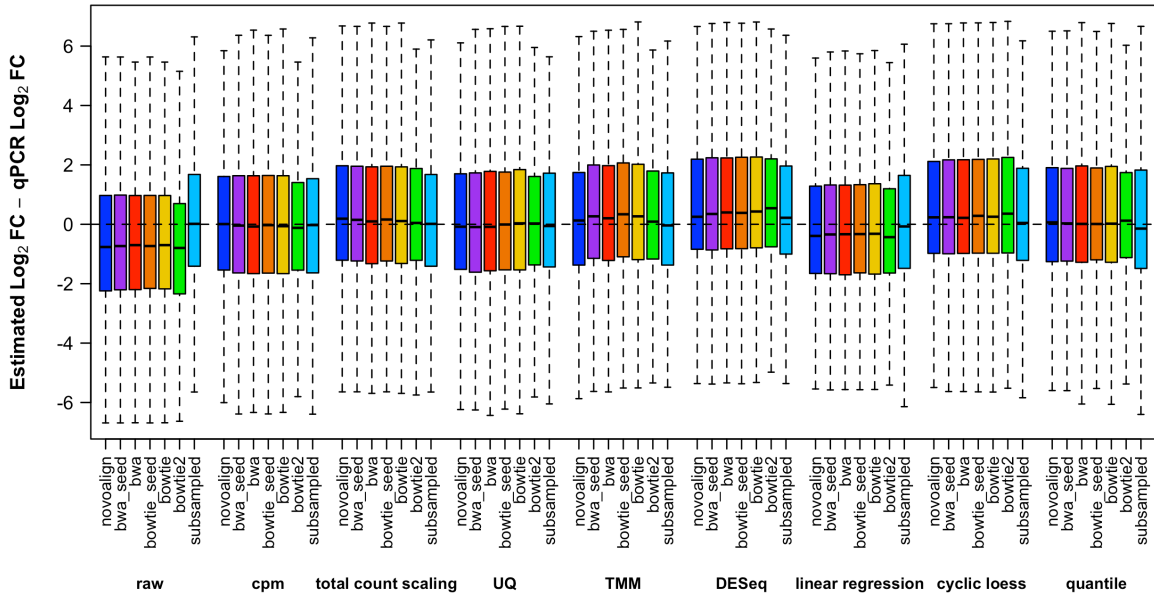 Estimated Log2 FC − qPCR Log2 FC
6
4
2
0
-2
-4
-6
novoalign
bwa_seed
bwa
bowtie_seed
bowtie
bowtie2
subsampled
novoalign
bwa_seed
bwa
bowtie_seed
bowtie
bowtie2
subsampled
novoalign
bwa_seed
bwa
bowtie_seed
bowtie
bowtie2
subsampled
novoalign
bwa_seed
bwa
bowtie_seed
bowtie
bowtie2
subsampled
novoalign
bwa_seed
bwa
bowtie_seed
bowtie
bowtie2
subsampled
novoalign
bwa_seed
bwa
bowtie_seed
bowtie
bowtie2
subsampled
novoalign
bwa_seed
bwa
bowtie_seed
bowtie
bowtie2
subsampled
novoalign
bwa_seed
bwa
bowtie_seed
bowtie
bowtie2
subsampled
novoalign
bwa_seed
bwa
bowtie_seed
bowtie
bowtie2
subsampled
raw cpm total count scaling UQ TMM DESeq linear regression cyclic loess quantile